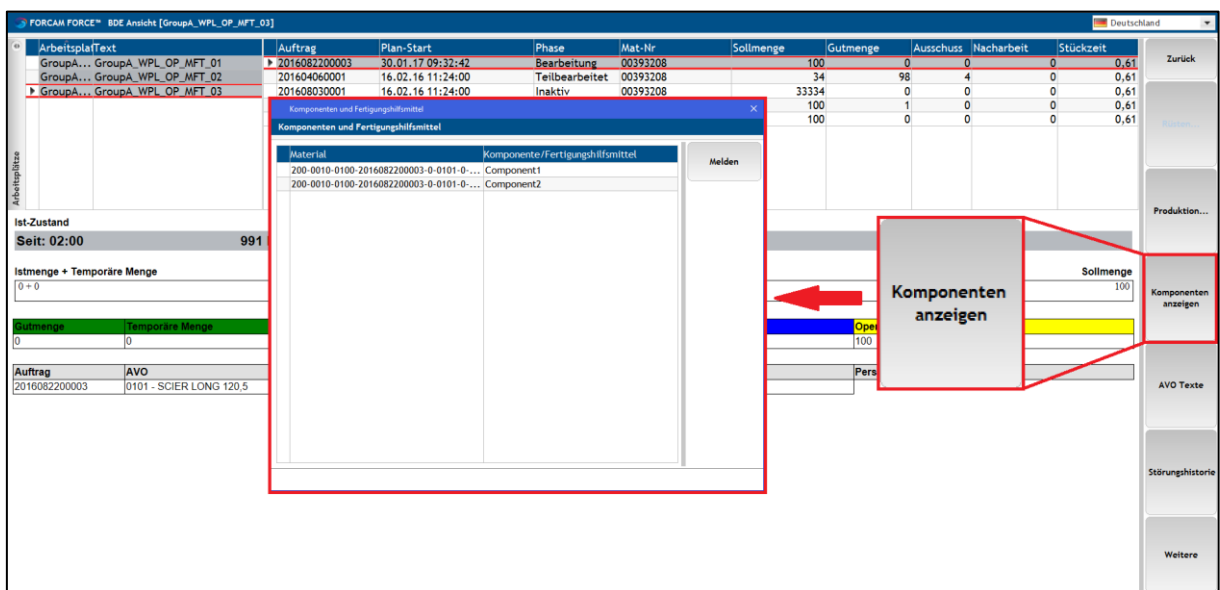 FORCAM FORCE™ BDE Ansicht [GroupA_WPL_OP_MFT_03]
Deutschland
ArbeitsplafText Auftrag Plan-Start Phase Mat-Nr Sollmenge Gutmenge Ausschuss Nacharbeit Stückzeit
GroupA... GroupA_WPL_OP_MFT_01 2016082200003 30.01.17 09:32:42 Bearbeitung 00393208 100 0 0 0 0,61
GroupA... GroupA_WPL_OP_MFT_02 201604060001 16.02.16 11:24:00 Teilbearbeitet 00393208 34 98 4 0 0,61
GroupA... GroupA_WPL_OP_MFT_03 201608030001 16.02.16 11:24:00 Inaktiv 00393208 33334 0 0 0 0,61
100 1 0 0 0,61
100 0 0 0 0,61
Arbeitsplätze
Komponenten und Fertigungshilfsmittel
Komponenten und Fertigungshilfsmittel
Material Komponente/Fertigungshilfsmittel
200-0010-0100-2016082200003-0-0101-0-... Component1
200-0010-0100-2016082200003-0-0101-0-... Component2
Melden
Ist-Zustand
Seit: 02:00 991
Istmenge + Temporäre Menge Sollmenge
0 + 0 100
Gutmenge Temporäre Menge Oper
0 0 100
Auftrag AVO Pers
2016082200003 0101 - SCIER LONG 120,5
Komponenten
anzeigen
Zurück
Rüsten...
Produktion...
Komponenten
anzeigen
AVO Texte
Störungshistorie
Weitere